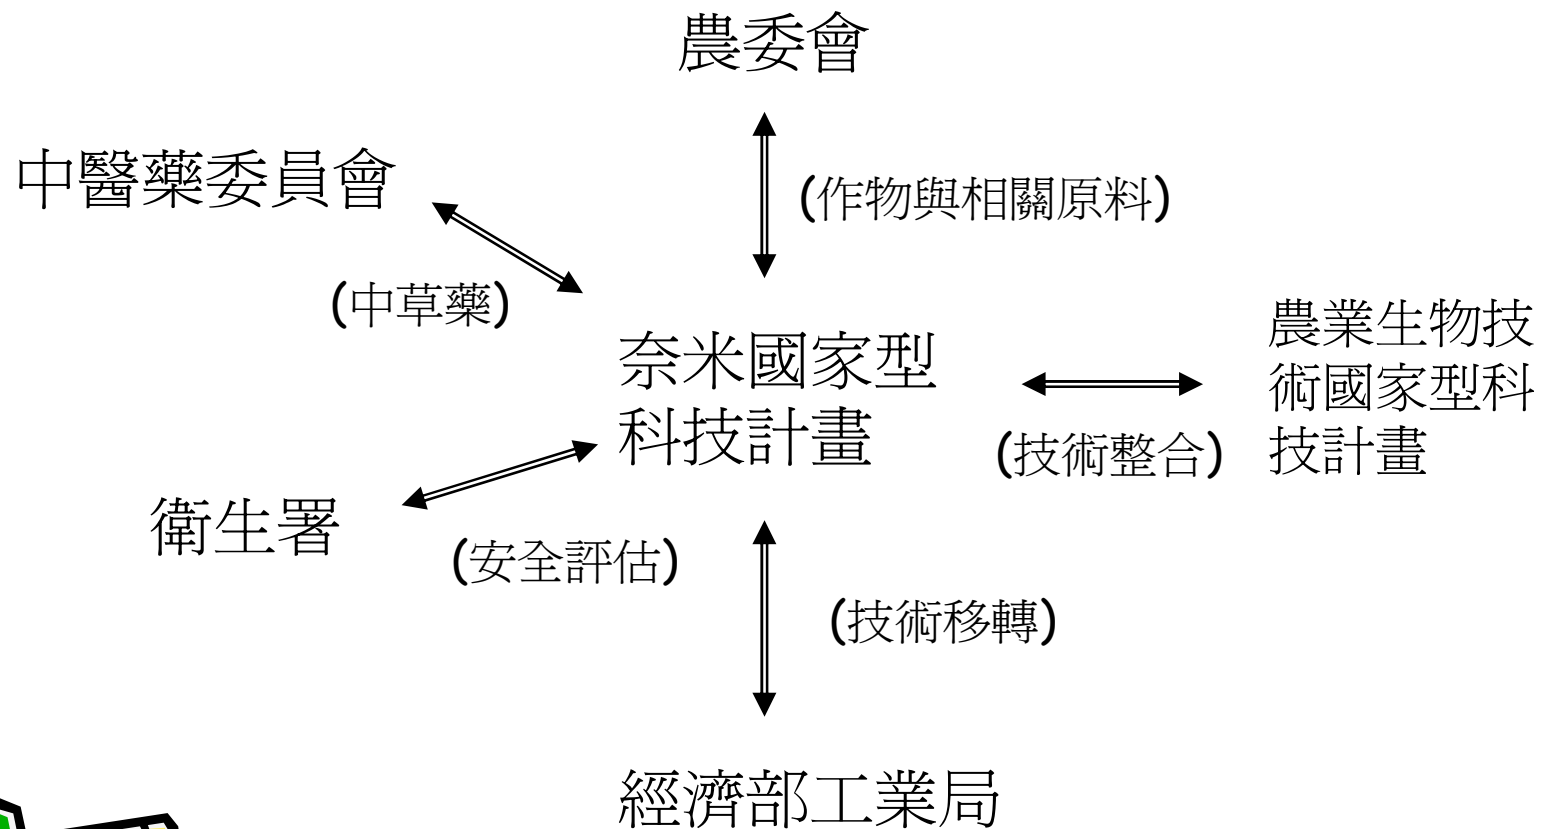 農委會
中醫藥委員會
(作物與相關原料)
(中草藥)
奈米國家型
科技計畫
農業生物技
術國家型科
技計畫
(技術整合)
衛生署
(安全評估)
(技術移轉)
經濟部工業局